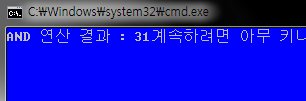 C:\Windows\system32\cmd.exe
AND 연산 결과 : 31계속하려면 아무 키